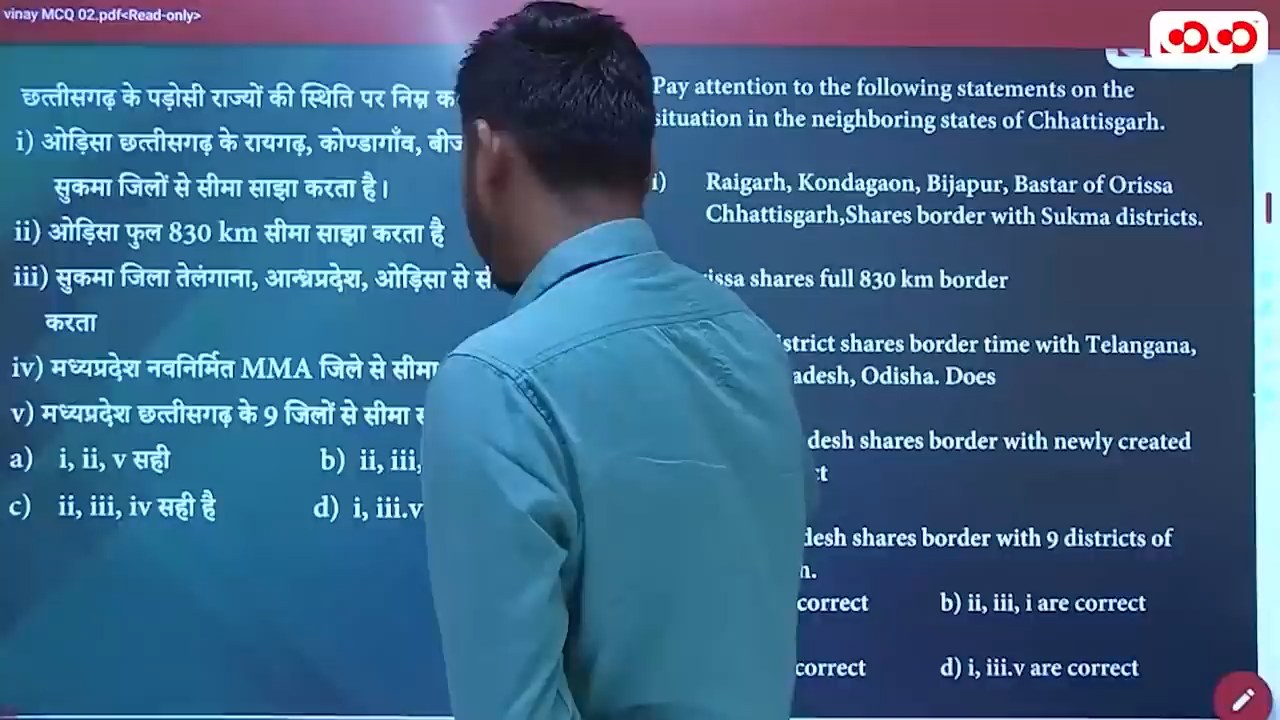 vinay MCQ 02.pdf<Read-only>
छत्तीसगढ़ के पड़ोसी राज्यों की स्थिति पर निम्न
i) ओड़िसा छत्तीसगढ़ के रायगढ़, कोण्डागाँव,
सुकमा जिलों से सीमा साझा करता है।
ii) ओड़िसा फुल 830 km सीमा साझा करता है
iii) सुकमा जिला तेलंगाना, आन्ध्रप्रदेश, ओड़िसा से
करता
iv) मध्यप्रदेश नवनिर्मित MMA जिले से सीमा
v) मध्यप्रदेश छत्तीसगढ़ के 9 जिलों से सीमा
a) i, ii, v सही
b) ii, iii,
c) ii, iii, iv सही है
d) i, iii.v
Pay attention to the following statements on the
situation in the neighboring states of Chhattisgarh.
i) Raigarh, Kondagaon, Bijapur, Bastar of Orissa
Chhattisgarh,Shares border with Sukma districts.
shares full 830 km border
shares border time with Telangana,
Odisha. Does
shares border with newly created
shares border with 9 districts of
correct
b) ii, iii, i are correct
correct
d) i, iii.v are correct